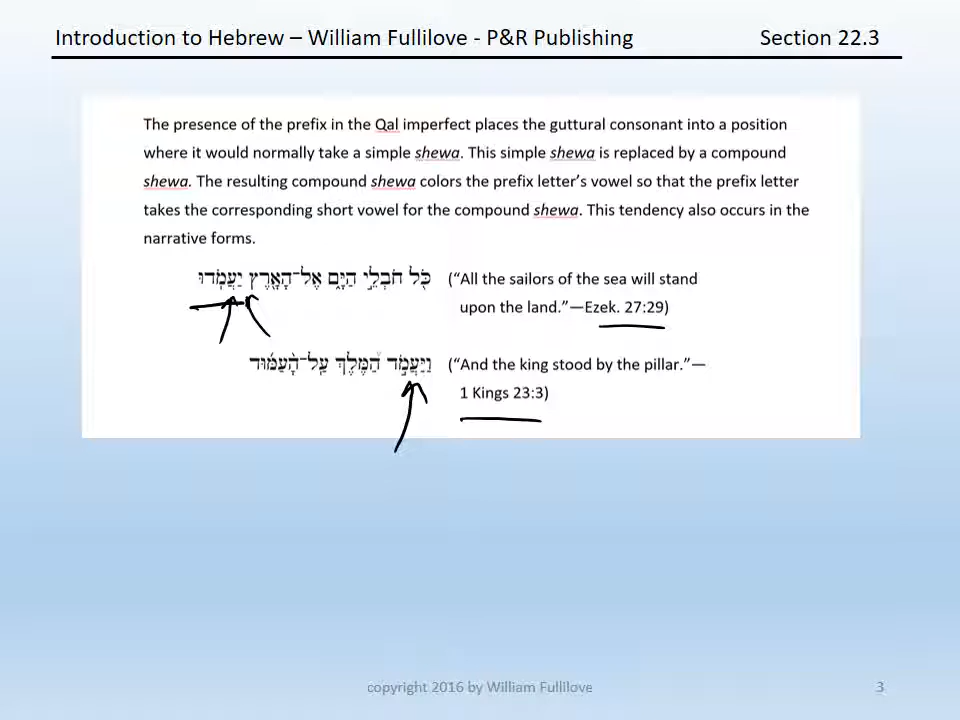 Introduction to Hebrew – William Fullilove - P&R Publishing Section 22.3
The presence of the prefix in the Qal imperfect places the guttural consonant into a position
where it would normally take a simple shewa. This simple shewa is replaced by a compound
shewa. The resulting compound shewa colors the prefix letter’s vowel so that the prefix letter
takes the corresponding short vowel for the compound shewa. This tendency also occurs in the
narrative forms.
כֹּ֖ל חֹבְלֵ֣י הַיָּ֑ם אֶל־הָאָ֖רֶץ יַעֲמֹֽדוּ (“All the sailors of the sea will stand
upon the land.”—Ezek. 27:29)
וַיַּעֲמֹ֣ד הַ֠מֶּלֶךְ עַֽל־הָ֨עַמּ֜וּד (“And the king stood by the pillar.”—
1 Kings 23:3)
copyright 2016 by William Fullilove 3